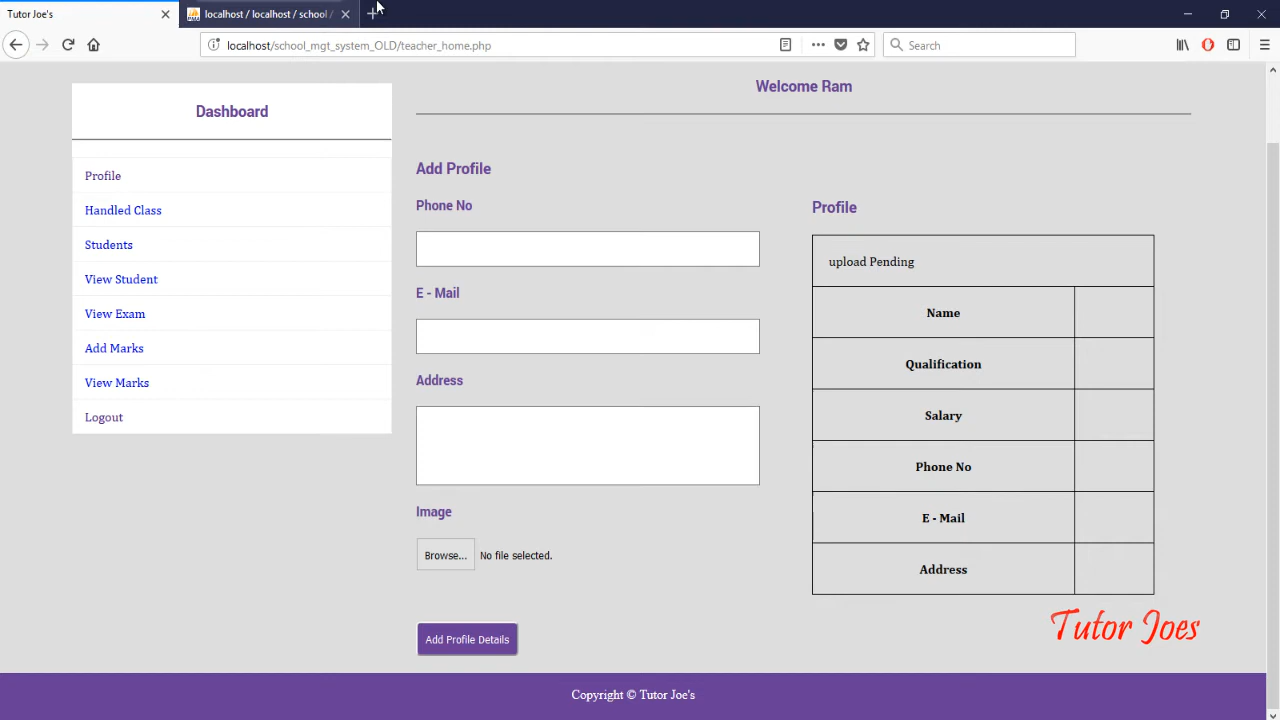 Tutor Joe's
localhost / localhost / school /
localhost/school_mgt_system_OLD/teacher_home.php
Search
Welcome Ram
Dashboard
Profile
Handled Class
Students
View Student
View Exam
Add Marks
View Marks
Logout
Add Profile
Phone No
E - Mail
Address
Image
Browse... No file selected.
Add Profile Details
Profile
upload Pending
Name
Qualification
Salary
Phone No
E - Mail
Address
Tutor Joes
Copyright © Tutor Joe's